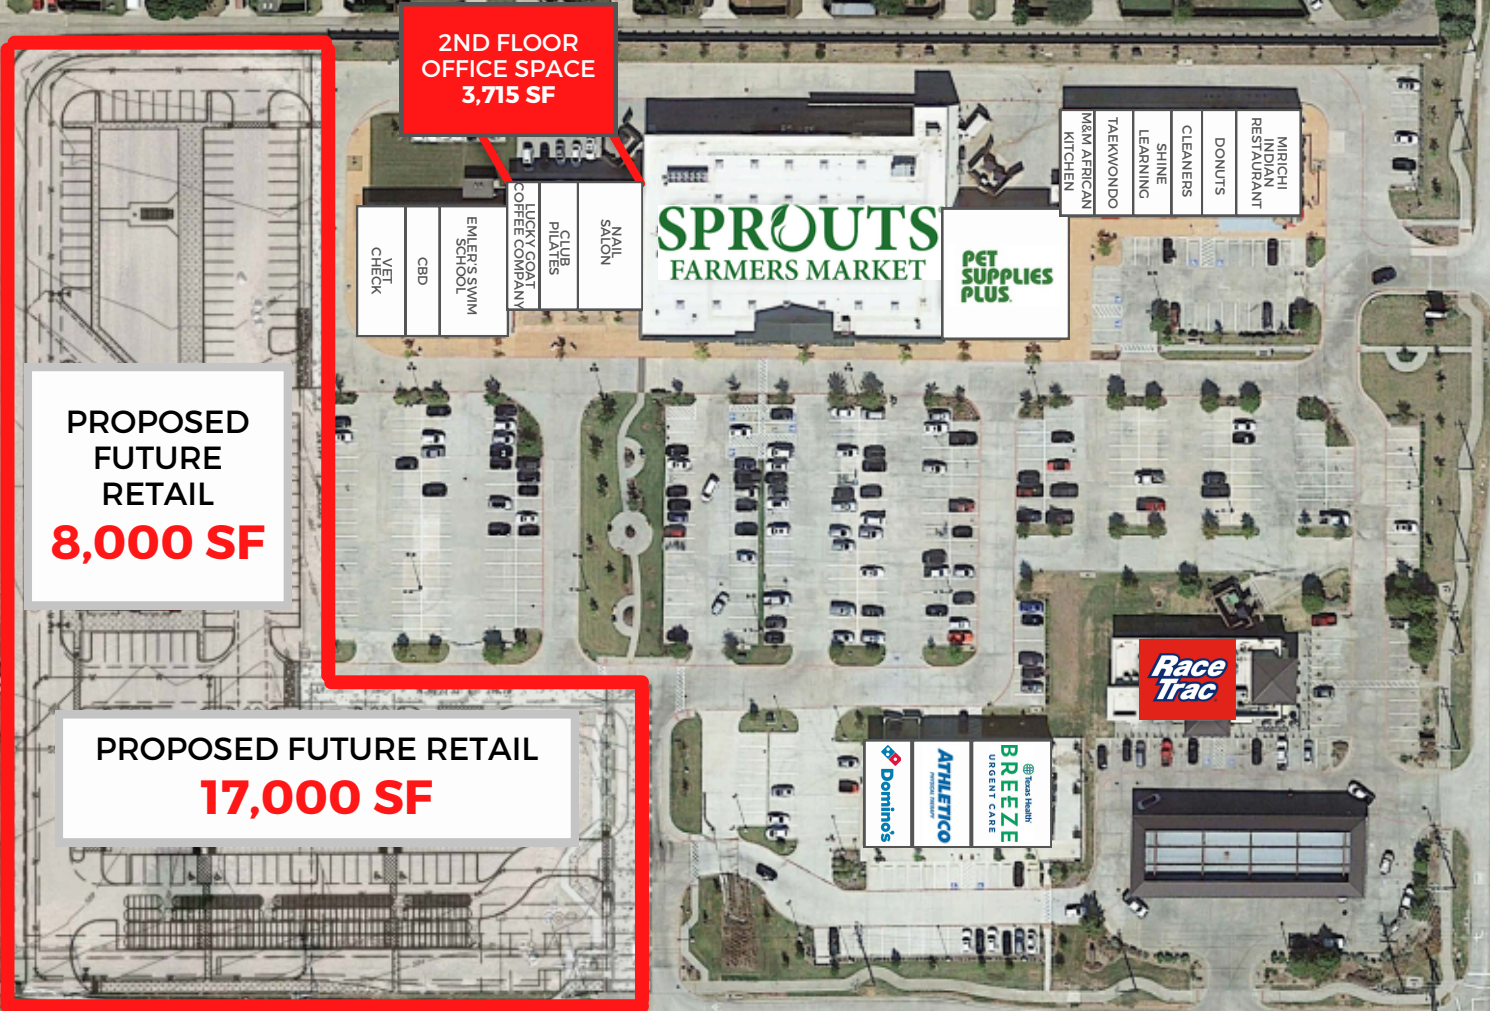 2ND FLOOR
OFFICE SPACE
3,715 SF
VET
CHECK
CBD
EMLER'S SWIM
SCHOOL
LUCKY GOAT
COFFEE COMPANY
CLUB
PILATES
NAIL
SALON
SPROUTS
FARMERS MARKET
PET
SUPPLIES
PLUS
M&M AFRICAN
KITCHEN
TAEKWONDO
SHINE
LEARNING
CLEANERS
DONUTS
MIRICHI
INDIAN
RESTAURANT
PROPOSED
FUTURE
RETAIL
8,000 SF
PROPOSED FUTURE RETAIL
17,000 SF
Race
Trac
Domino's
ATHLETICO
PHYSICAL THERAPY
Texas Health
BREEZE
URGENT CARE